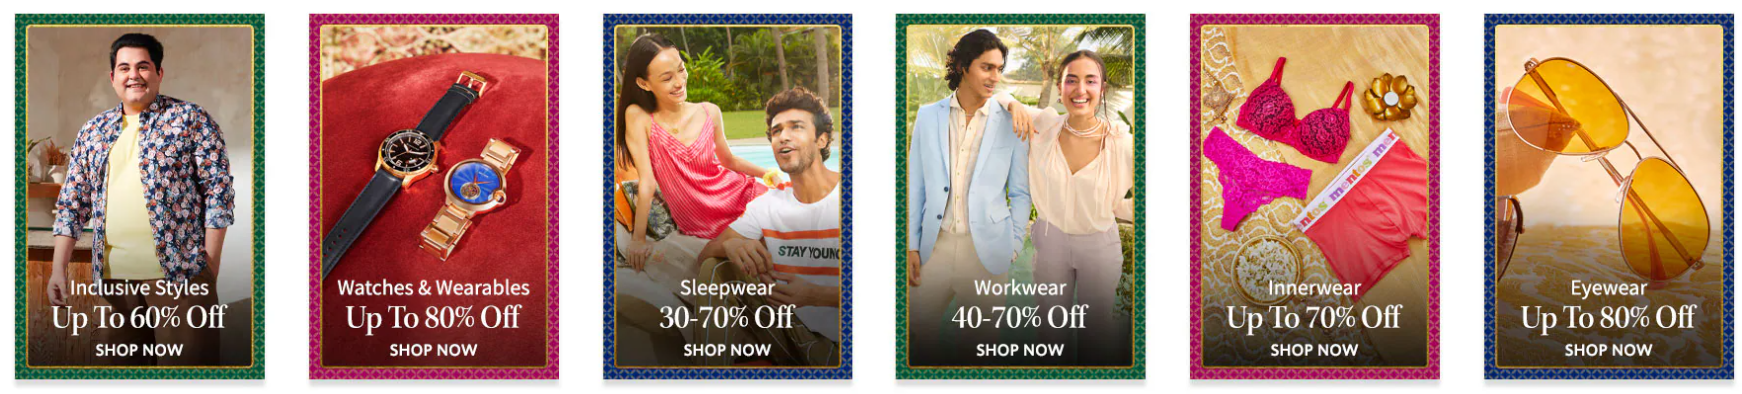 Inclusive Styles
Up To 60% Off
SHOP NOW
Watches & Wearables
Up To 80% Off
SHOP NOW
STAY YOUNG
Sleepwear
30-70% Off
SHOP NOW
Workwear
40-70% Off
SHOP NOW
mentos
Innerwear
Up To 70% Off
SHOP NOW
Eyewear
Up To 80% Off
SHOP NOW